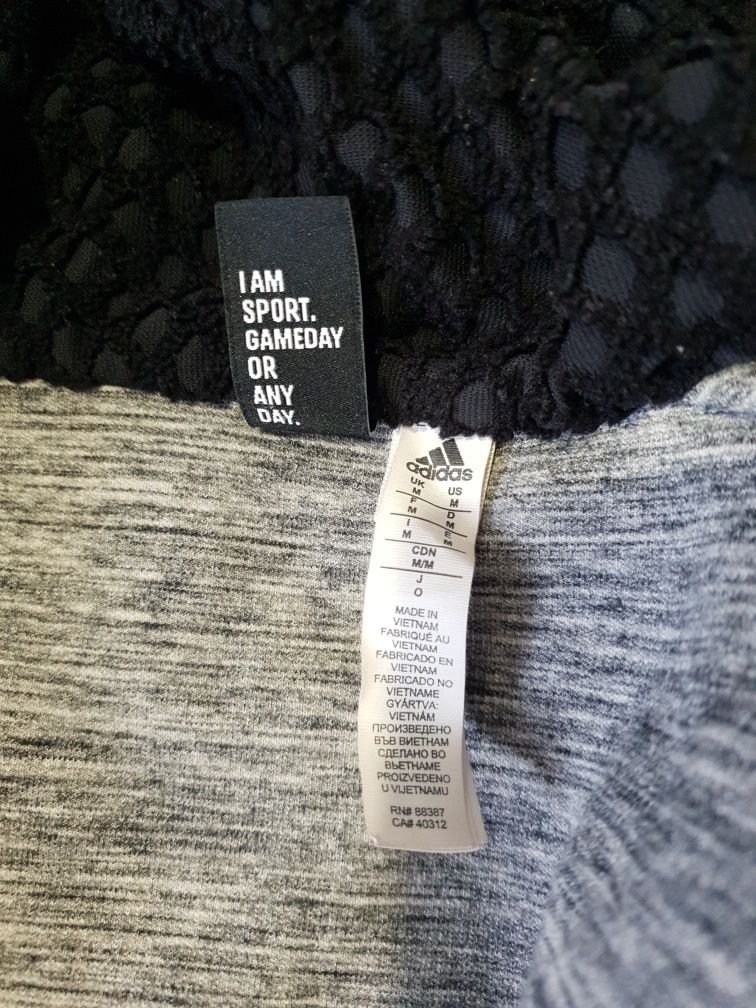 I AM
SPORT.
GAMEDAY
OR
ANY
DAY.
adidas
UK US
M M
F D
M M
I E
M M
CDN
M/M
J
O
MADE IN
VIETNAM
FABRIQUÉ AU
VIETNAM
FABRICADO EN
VIETNAM
FABRICADO NO
VIETNAME
GYÁRTVA:
VIETNÁM
ПРОИЗВЕДЕНО
ВЪВ ВИЕТНАМ
СДЕЛАНО ВО
ВЬЕТНАМЕ
PROIZVEDENO
U VIJETNAMU
RN# 88387
CA# 40312